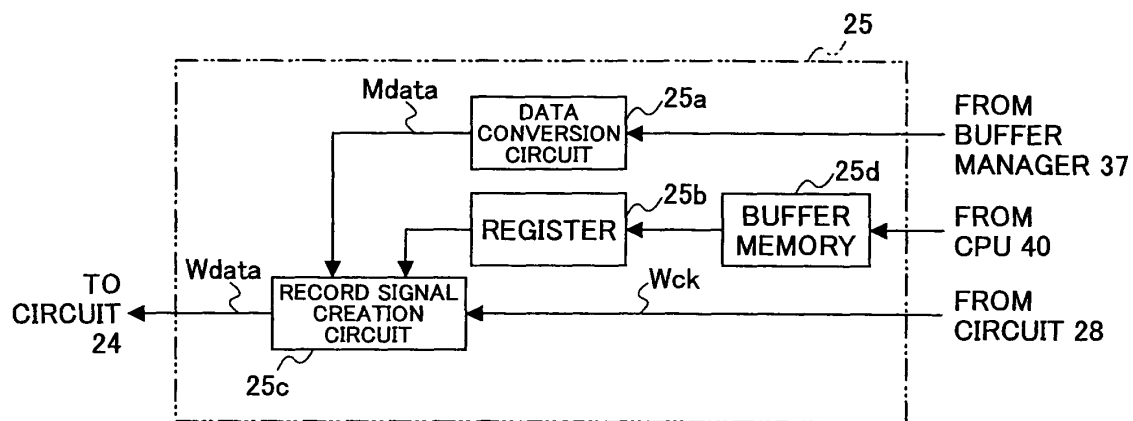 25
Mdata
25a
DATA
CONVERSION
CIRCUIT
FROM
BUFFER
MANAGER 37
25b
REGISTER
25d
BUFFER
MEMORY
FROM
CPU 40
TO
CIRCUIT
24
Wdata
RECORD SIGNAL
CREATION
CIRCUIT
25c
Wck
FROM
CIRCUIT 28